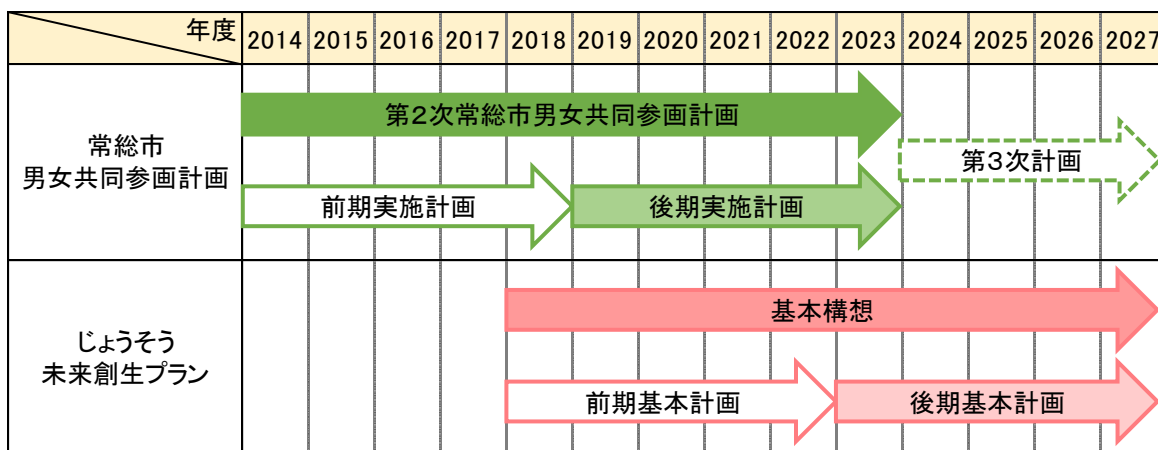 年度
2014 2015 2016 2017 2018 2019 2020 2021 2022 2023 2024 2025 2026 2027
常総市
男女共同参画計画
第2次常総市男女共同参画計画
第3次計画
前期実施計画
後期実施計画
じょうそう
未来創生プラン
基本構想
前期基本計画
後期基本計画